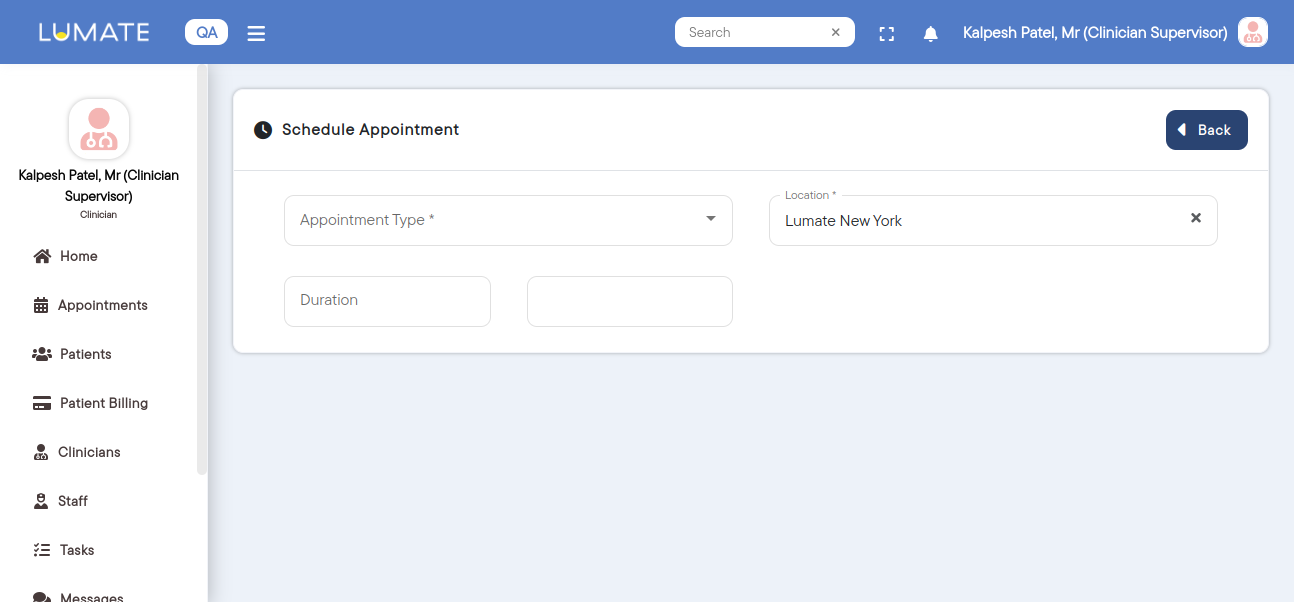 LUMATE
QA
Search
Kalpesh Patel, Mr (Clinician Supervisor)
Kalpesh Patel, Mr (Clinician
Supervisor)
Clinician
Home
Appointments
Patients
Patient Billing
Clinicians
Staff
Tasks
Messages
Schedule Appointment
Back
Appointment Type *
Location *
Lumate New York
Duration